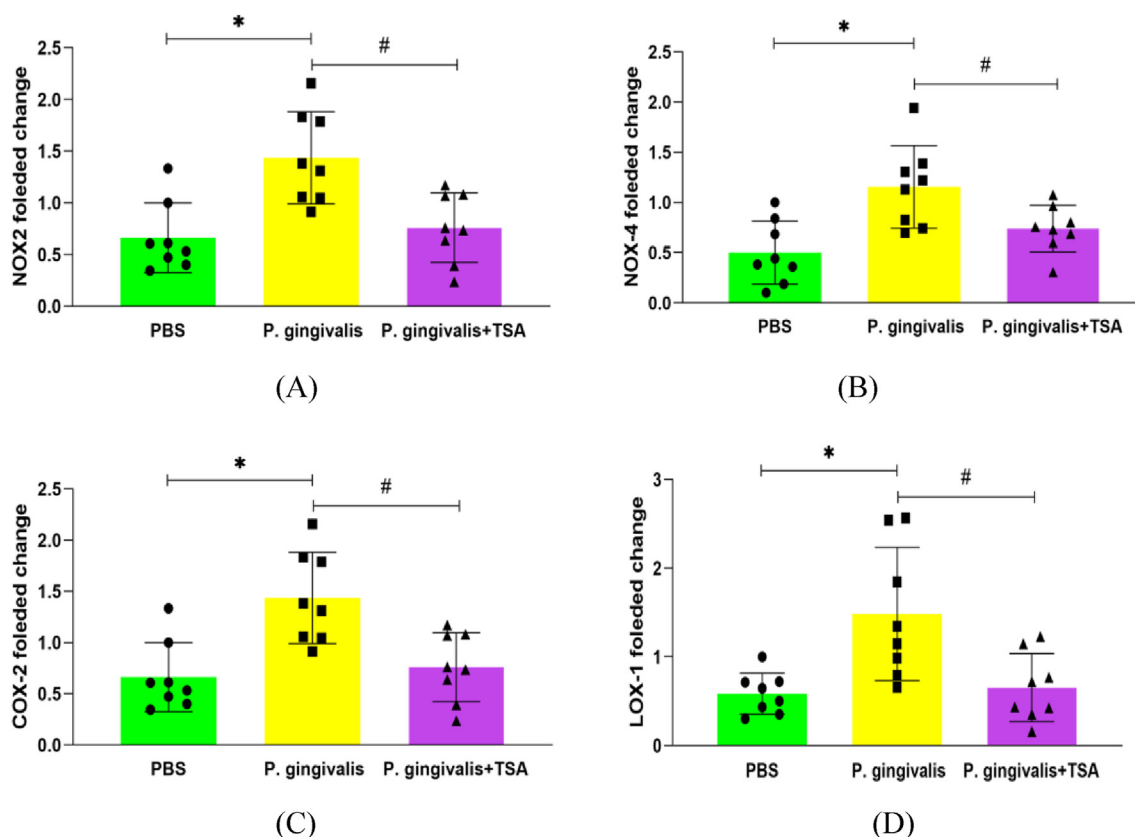 *
#
NOX2 foleded change
2.5
2.0
1.5
1.0
0.5
0.0
PBS
P. gingivalis
P. gingivalis+TSA
(A)
*
#
NOX-4 foleded change
2.5
2.0
1.5
1.0
0.5
0.0
PBS
P. gingivalis
P. gingivalis+TSA
(B)
*
#
COX-2 foleded change
2.5
2.0
1.5
1.0
0.5
0.0
PBS
P. gingivalis
P. gingivalis+TSA
(C)
*
#
LOX-1 foleded change
3
2
1
0
PBS
P. gingivalis
P. gingivalis+TSA
(D)